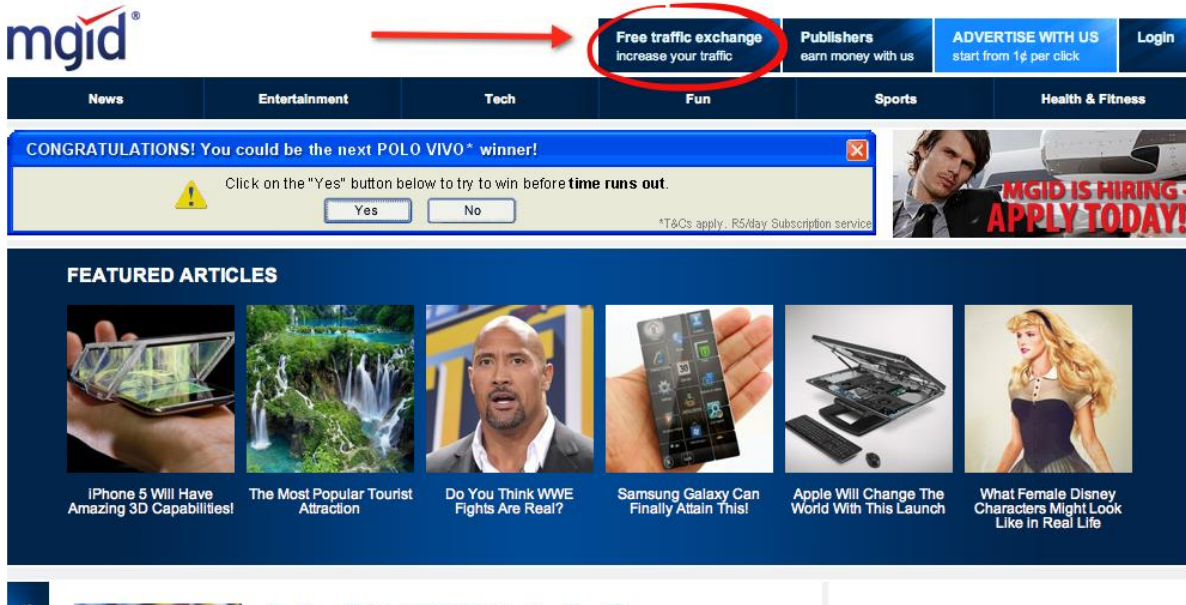 mgid®
Free traffic exchange
increase your traffic
Publishers
earn money with us
ADVERTISE WITH US
start from 1¢ per click
Login
News
Entertainment
Tech
Fun
Sports
Health & Fitness
CONGRATULATIONS! You could be the next POLO VIVO* winner!
Click on the "Yes" button below to try to win before time runs out.
Yes
No
*T&Cs apply. R5/day Subscription service
MGID IS HIRING -
APPLY TODAY!
FEATURED ARTICLES
iPhone 5 Will Have
Amazing 3D Capabilities!
The Most Popular Tourist
Attraction
Do You Think WWE
Fights Are Real?
Samsung Galaxy Can
Finally Attain This!
Apple Will Change The
World With This Launch
What Female Disney
Characters Might Look
Like in Real Life